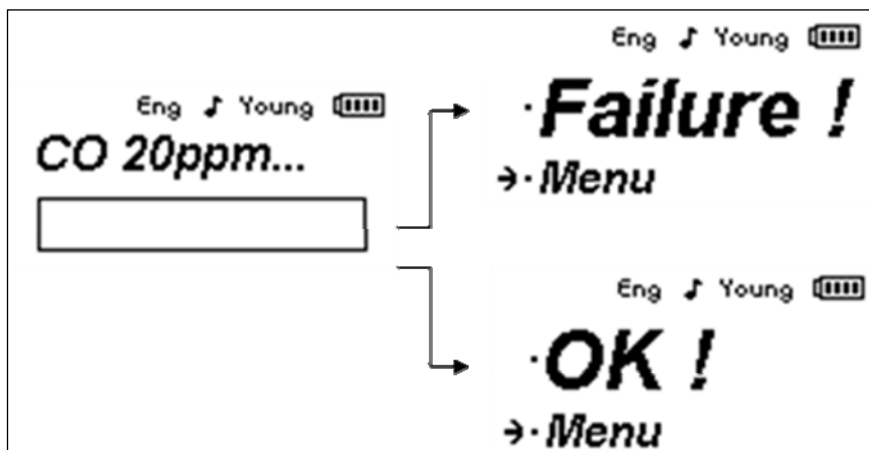 Eng ♪ Young
CO 20ppm...
Eng ♪ Young
·Failure !
→·Menu
Eng ♪ Young
·OK !
→·Menu